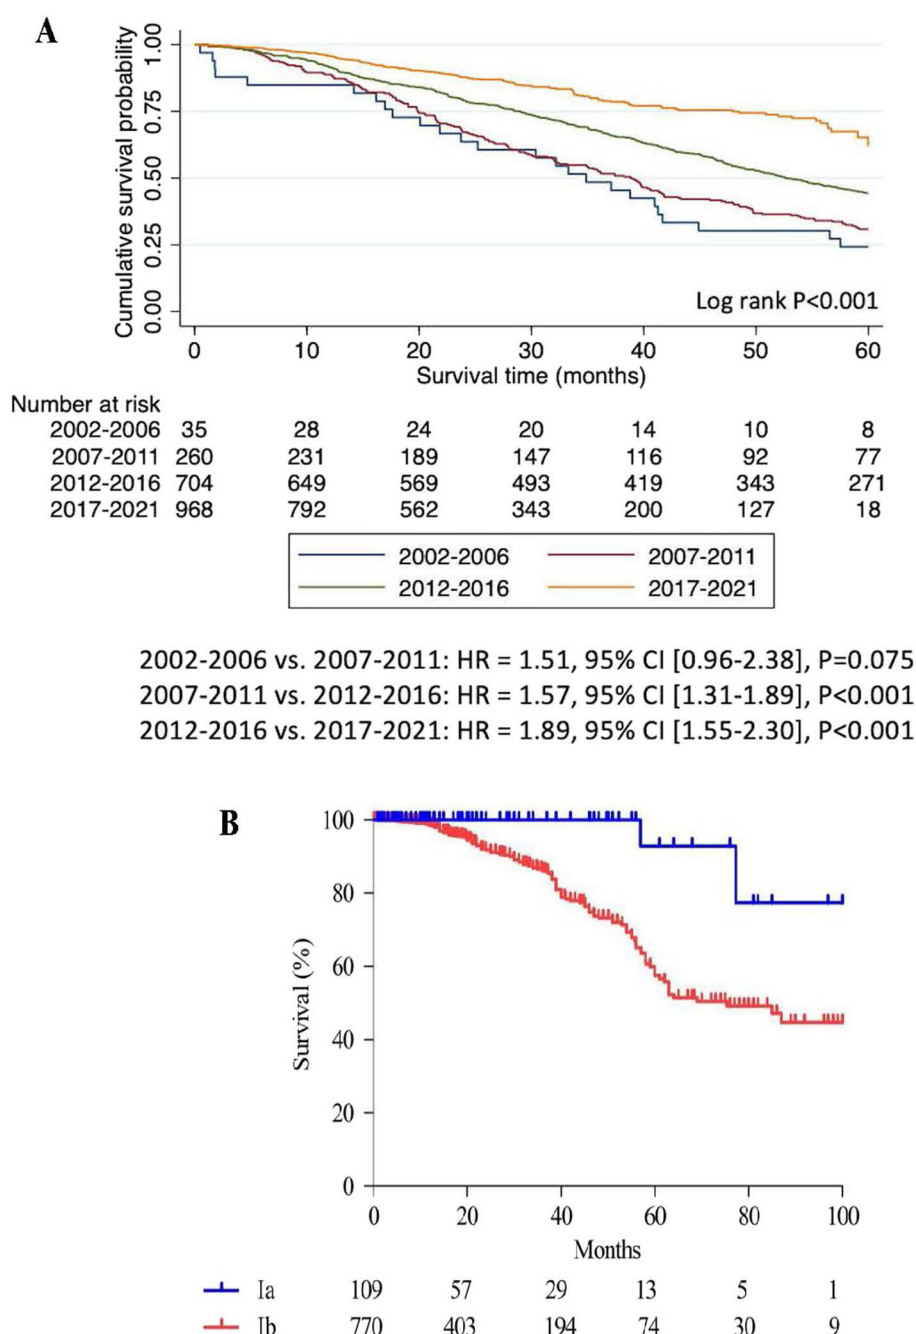 A
Cumulative survival probability
1.00
0.75
0.50
0.25
0.00
Log rank P<0.001
0 10 20 30 40 50 60
Survival time (months)
Number at risk
2002-2006 35 28 24 20 14 10 8
2007-2011 260 231 189 147 116 92 77
2012-2016 704 649 569 493 419 343 271
2017-2021 968 792 562 343 200 127 18
2002-2006 2007-2011
2012-2016 2017-2021
2002-2006 vs. 2007-2011: HR = 1.51, 95% CI [0.96-2.38], P=0.075
2007-2011 vs. 2012-2016: HR = 1.57, 95% CI [1.31-1.89], P<0.001
2012-2016 vs. 2017-2021: HR = 1.89, 95% CI [1.55-2.30], P<0.001
B
Survival (%)
100
80
60
40
20
0
0 20 40 60 80 100
Months
Ia 109 57 29 13 5 1
Ib 770 403 194 74 30 9